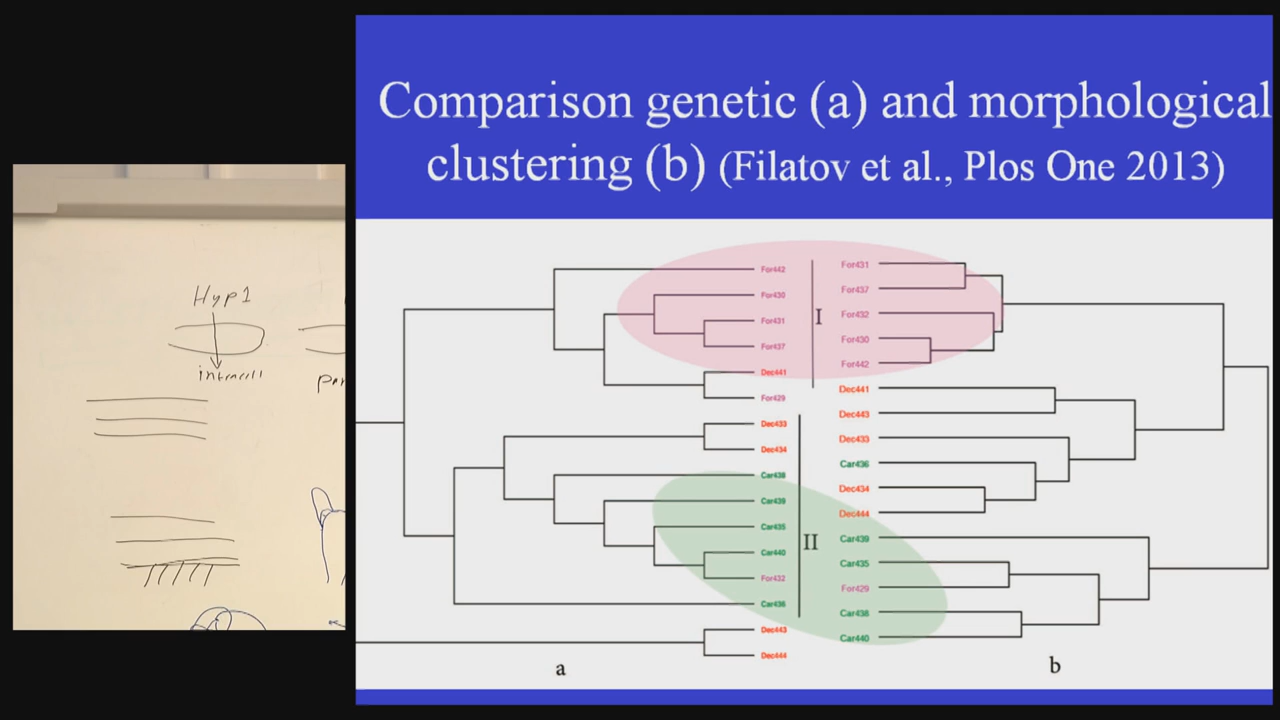 Comparison genetic (a) and morphological
clustering (b) (Filatov et al., Plos One 2013)
Hyp1
intracell
For442
For430
For431
For437
Dec441
For429
Dec433
Dec434
Car438
Car439
Car435
Car440
For432
Car436
Dec443
Dec444
I
II
For431
For437
For432
For430
For442
Dec441
Dec443
Dec433
Car436
Dec434
Dec444
Car439
Car435
For429
Car438
Car440
a
b